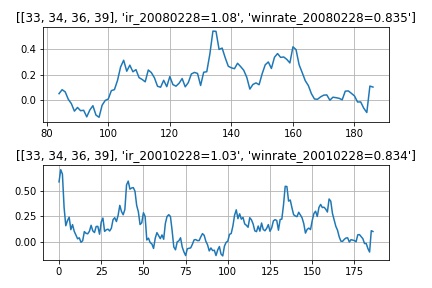 [[33, 34, 36, 39], 'ir_20080228=1.08', 'winrate_20080228=0.835']
0.4
0.2
0.0
80 100 120 140 160 180
[[33, 34, 36, 39], 'ir_20010228=1.03', 'winrate_20010228=0.834']
0.50
0.25
0.00
0 25 50 75 100 125 150 175